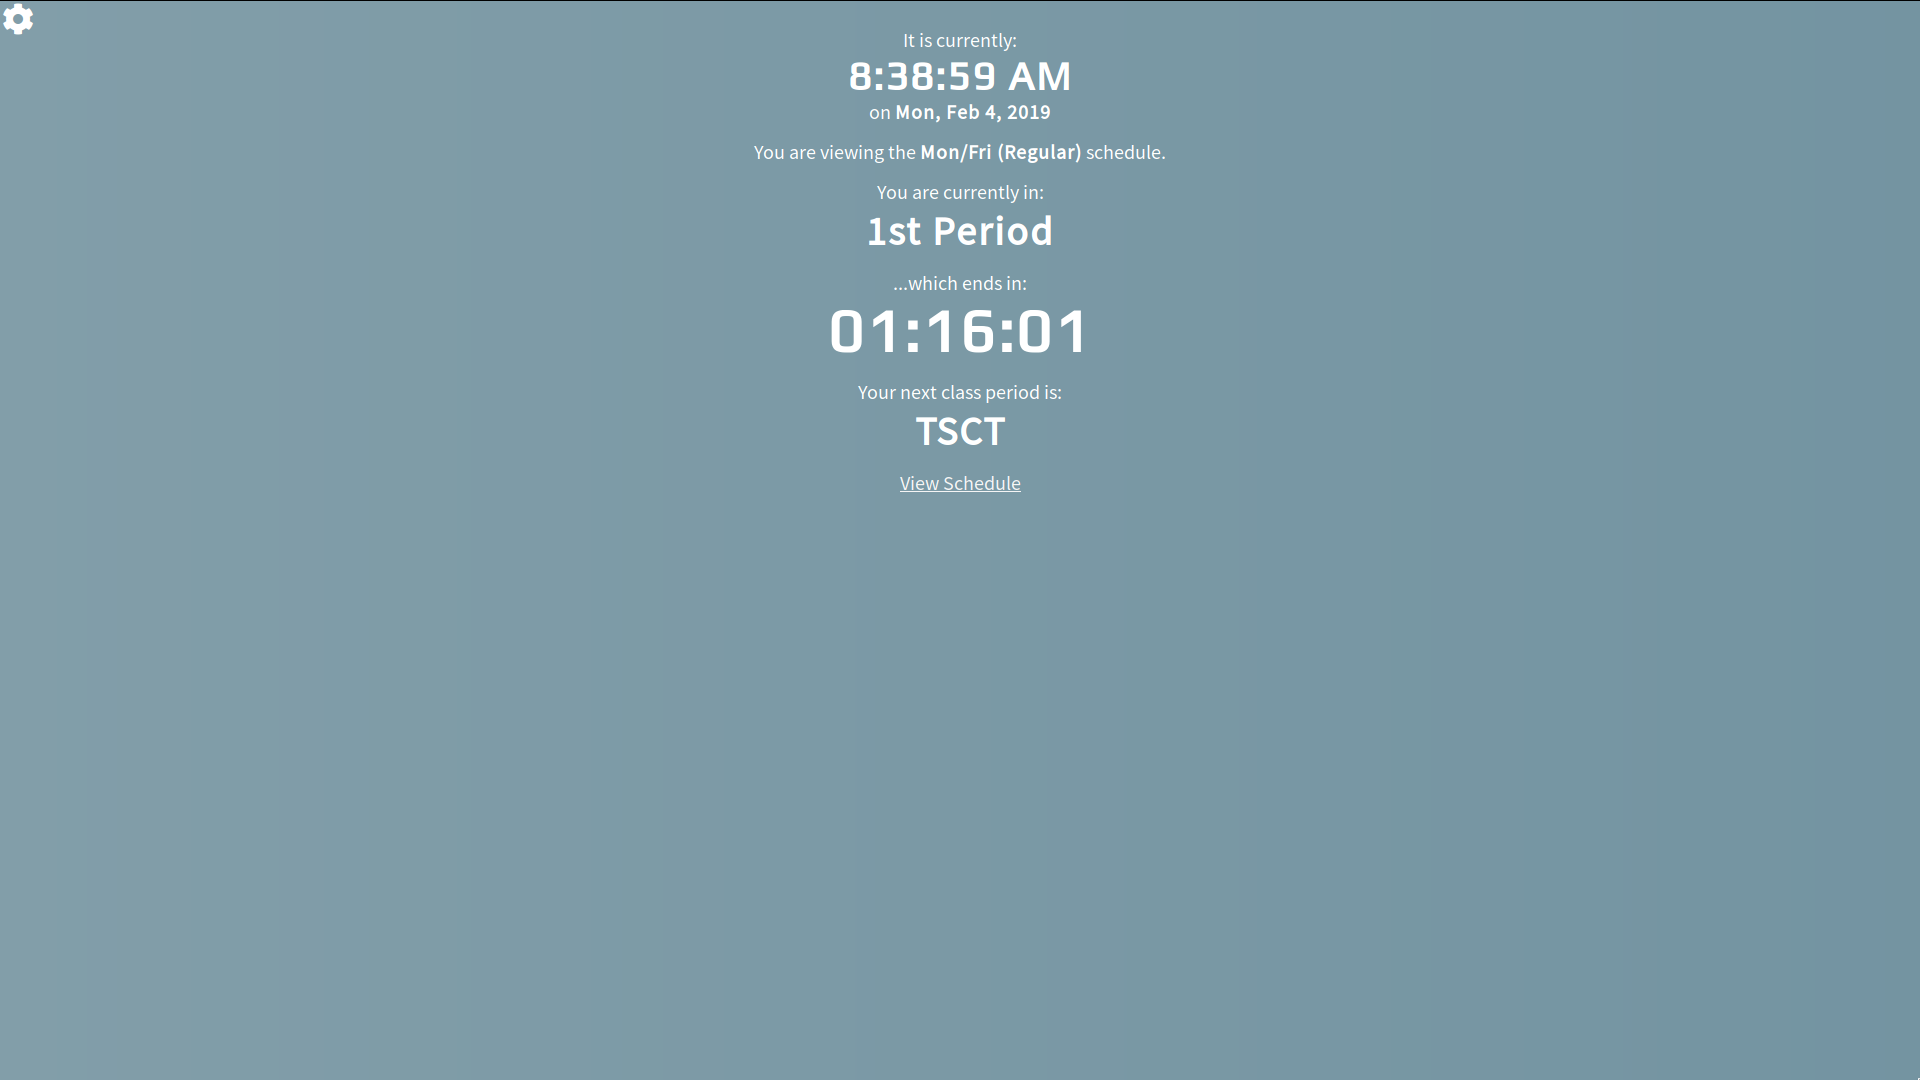 It is currently:
8:38:59 AM
on Mon, Feb 4, 2019
You are viewing the Mon/Fri (Regular) schedule.
You are currently in:
1st Period
...which ends in:
01:16:01
Your next class period is:
TSCT
View Schedule